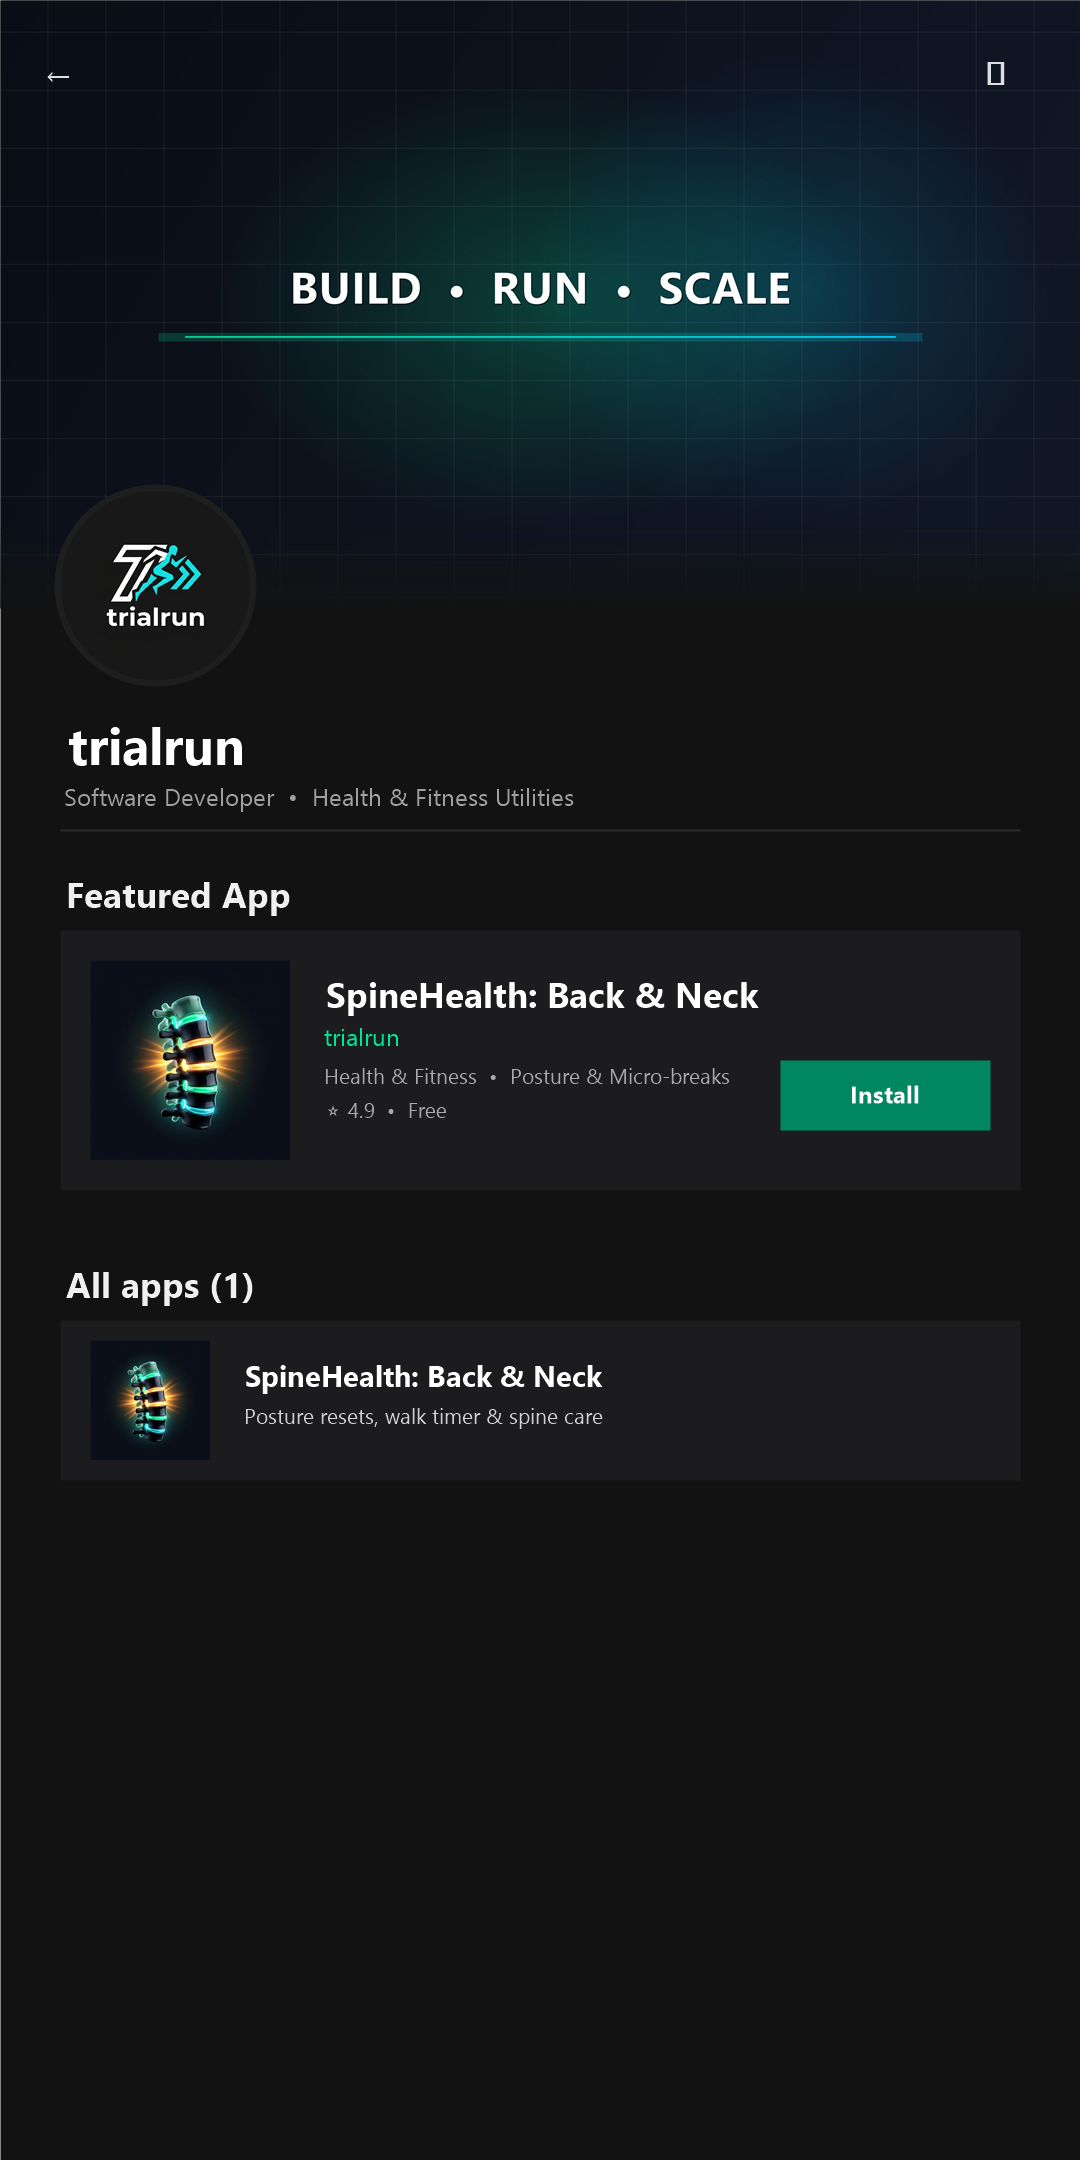 ←
BUILD • RUN • SCALE
trialrun
trialrun
Software Developer • Health & Fitness Utilities
Featured App
SpineHealth: Back & Neck
trialrun
Health & Fitness • Posture & Micro-breaks
⭐ 4.9 • Free
Install
All apps (1)
SpineHealth: Back & Neck
Posture resets, walk timer & spine care